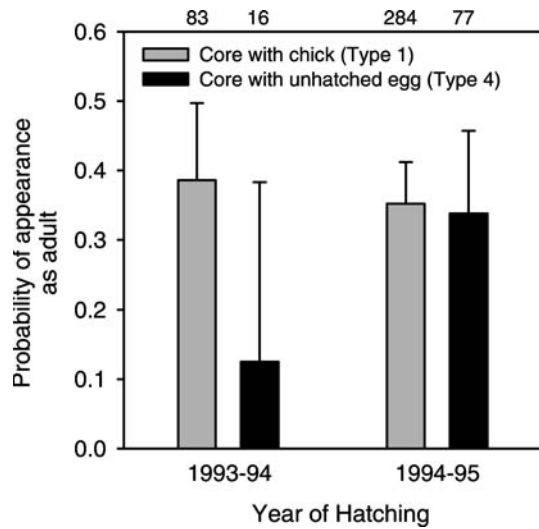 83 16 284 77
0.6
Core with chick (Type 1)
Core with unhatched egg (Type 4)
0.5
0.4
0.3
0.2
0.1
0.0
Probability of appearance
as adult
1993-94 1994-95
Year of Hatching